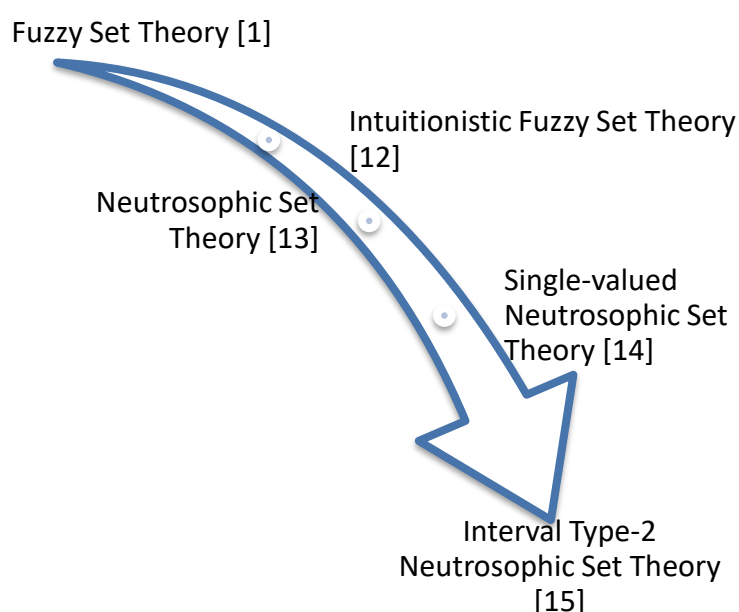 Fuzzy Set Theory [1]
Intuitionistic Fuzzy Set Theory
[12]
Neutrosophic Set
Theory [13]
Single-valued
Neutrosophic Set
Theory [14]
Interval Type-2
Neutrosophic Set Theory
[15]